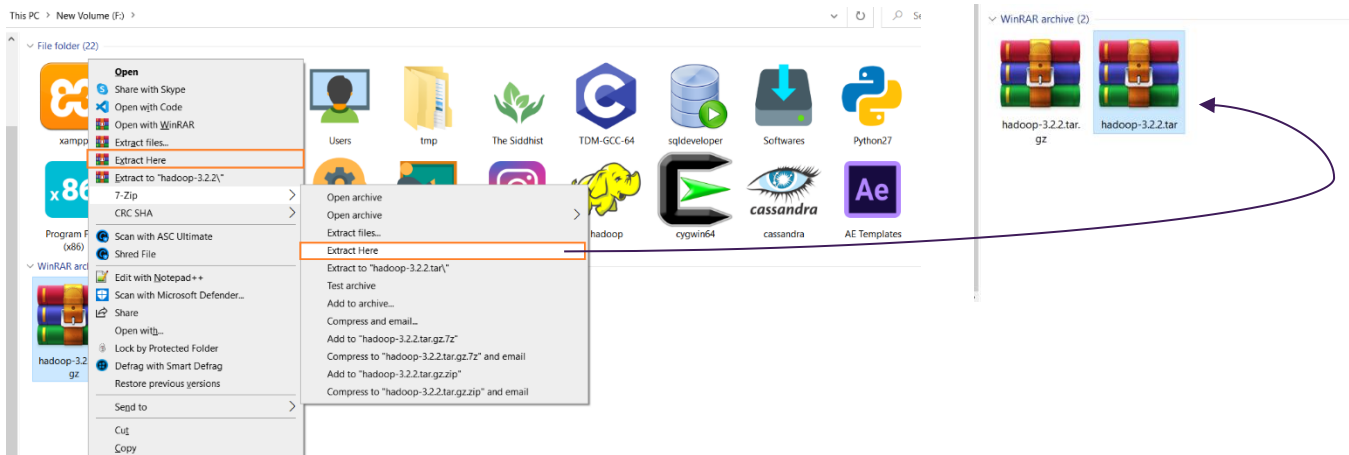 This PC > New Volume (F:) >
Se
File folder (22)
xampp
Users
tmp
The Siddhist
TDM-GCC-64
sqldeveloper
Softwares
Python27
x 86
Program F
(x86)
hadoop
cygwin64
cassandra
cassandra
Ae
AE Templates
WinRAR arc
hadoop-3.2
gz
Open
Share with Skype
Open with Code
Open with WinRAR
Extract files...
Extract Here
Extract to "hadoop-3.2.2\"
7-Zip
CRC SHA
Scan with ASC Ultimate
Shred File
Edit with Notepad++
Scan with Microsoft Defender...
Share
Open with...
Lock by Protected Folder
Defrag with Smart Defrag
Restore previous versions
Send to
Cut
Copy
Open archive
Open archive
Extract files...
Extract Here
Extract to "hadoop-3.2.2.tar\"
Test archive
Add to archive...
Compress and email...
Add to "hadoop-3.2.2.tar.gz.7z"
Compress to "hadoop-3.2.2.tar.gz.7z" and email
Add to "hadoop-3.2.2.tar.gz.zip"
Compress to "hadoop-3.2.2.tar.gz.zip" and email
WinRAR archive (2)
hadoop-3.2.2.tar.
gz
hadoop-3.2.2.tar